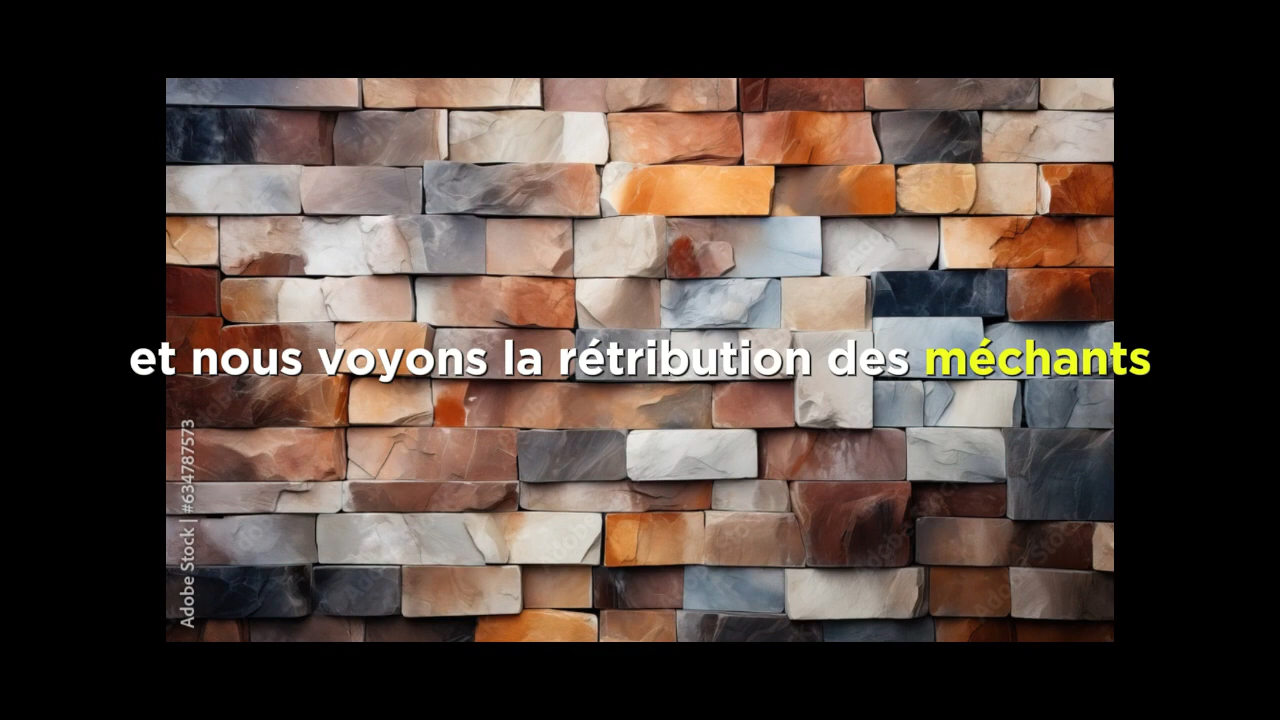 et nous voyons la rétribution des méchants
Adobe Stock | #634787573